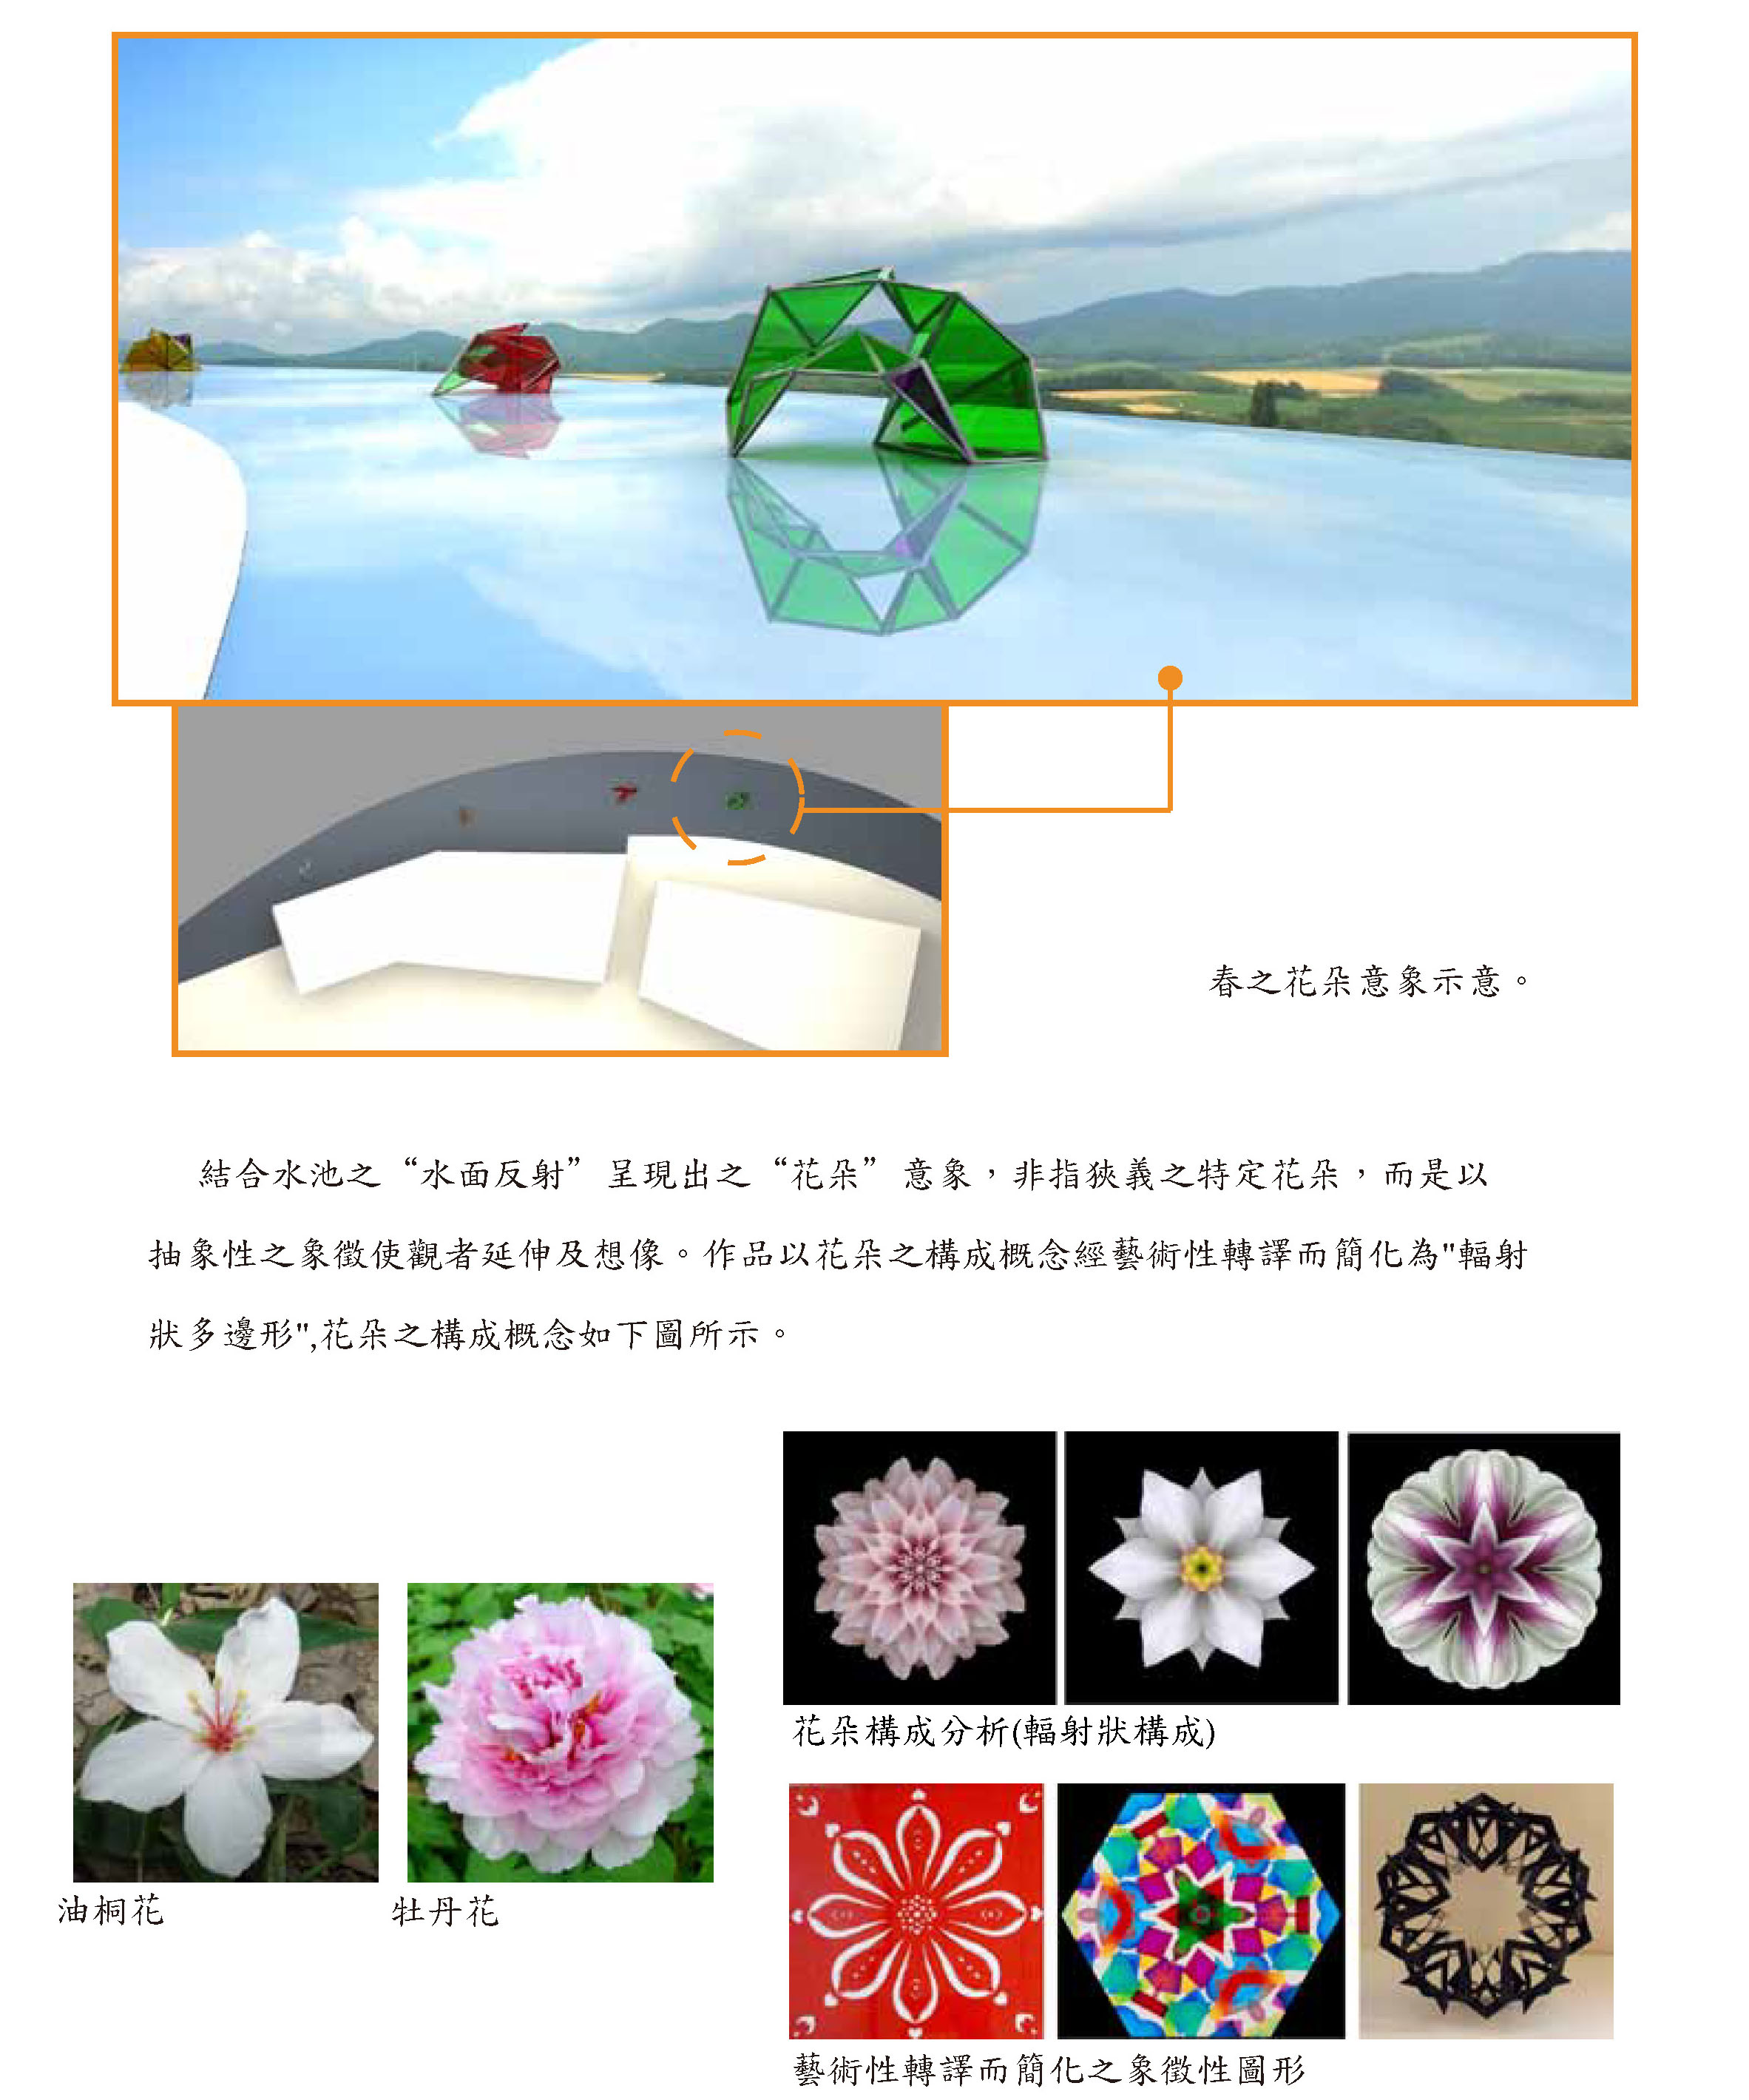 春之花朵意象示意。
結合水池之“水面反射”呈現出之“花朵”意象，非指狹義之特定花朵，而是以
抽象性之象徵使觀者延伸及想像。作品以花朵之構成概念經藝術性轉譯而簡化為"輻射
狀多邊形",花朵之構成概念如下圖所示。
油桐花
牡丹花
花朵構成分析(輻射狀構成)
藝術性轉譯而簡化之象徵性圖形